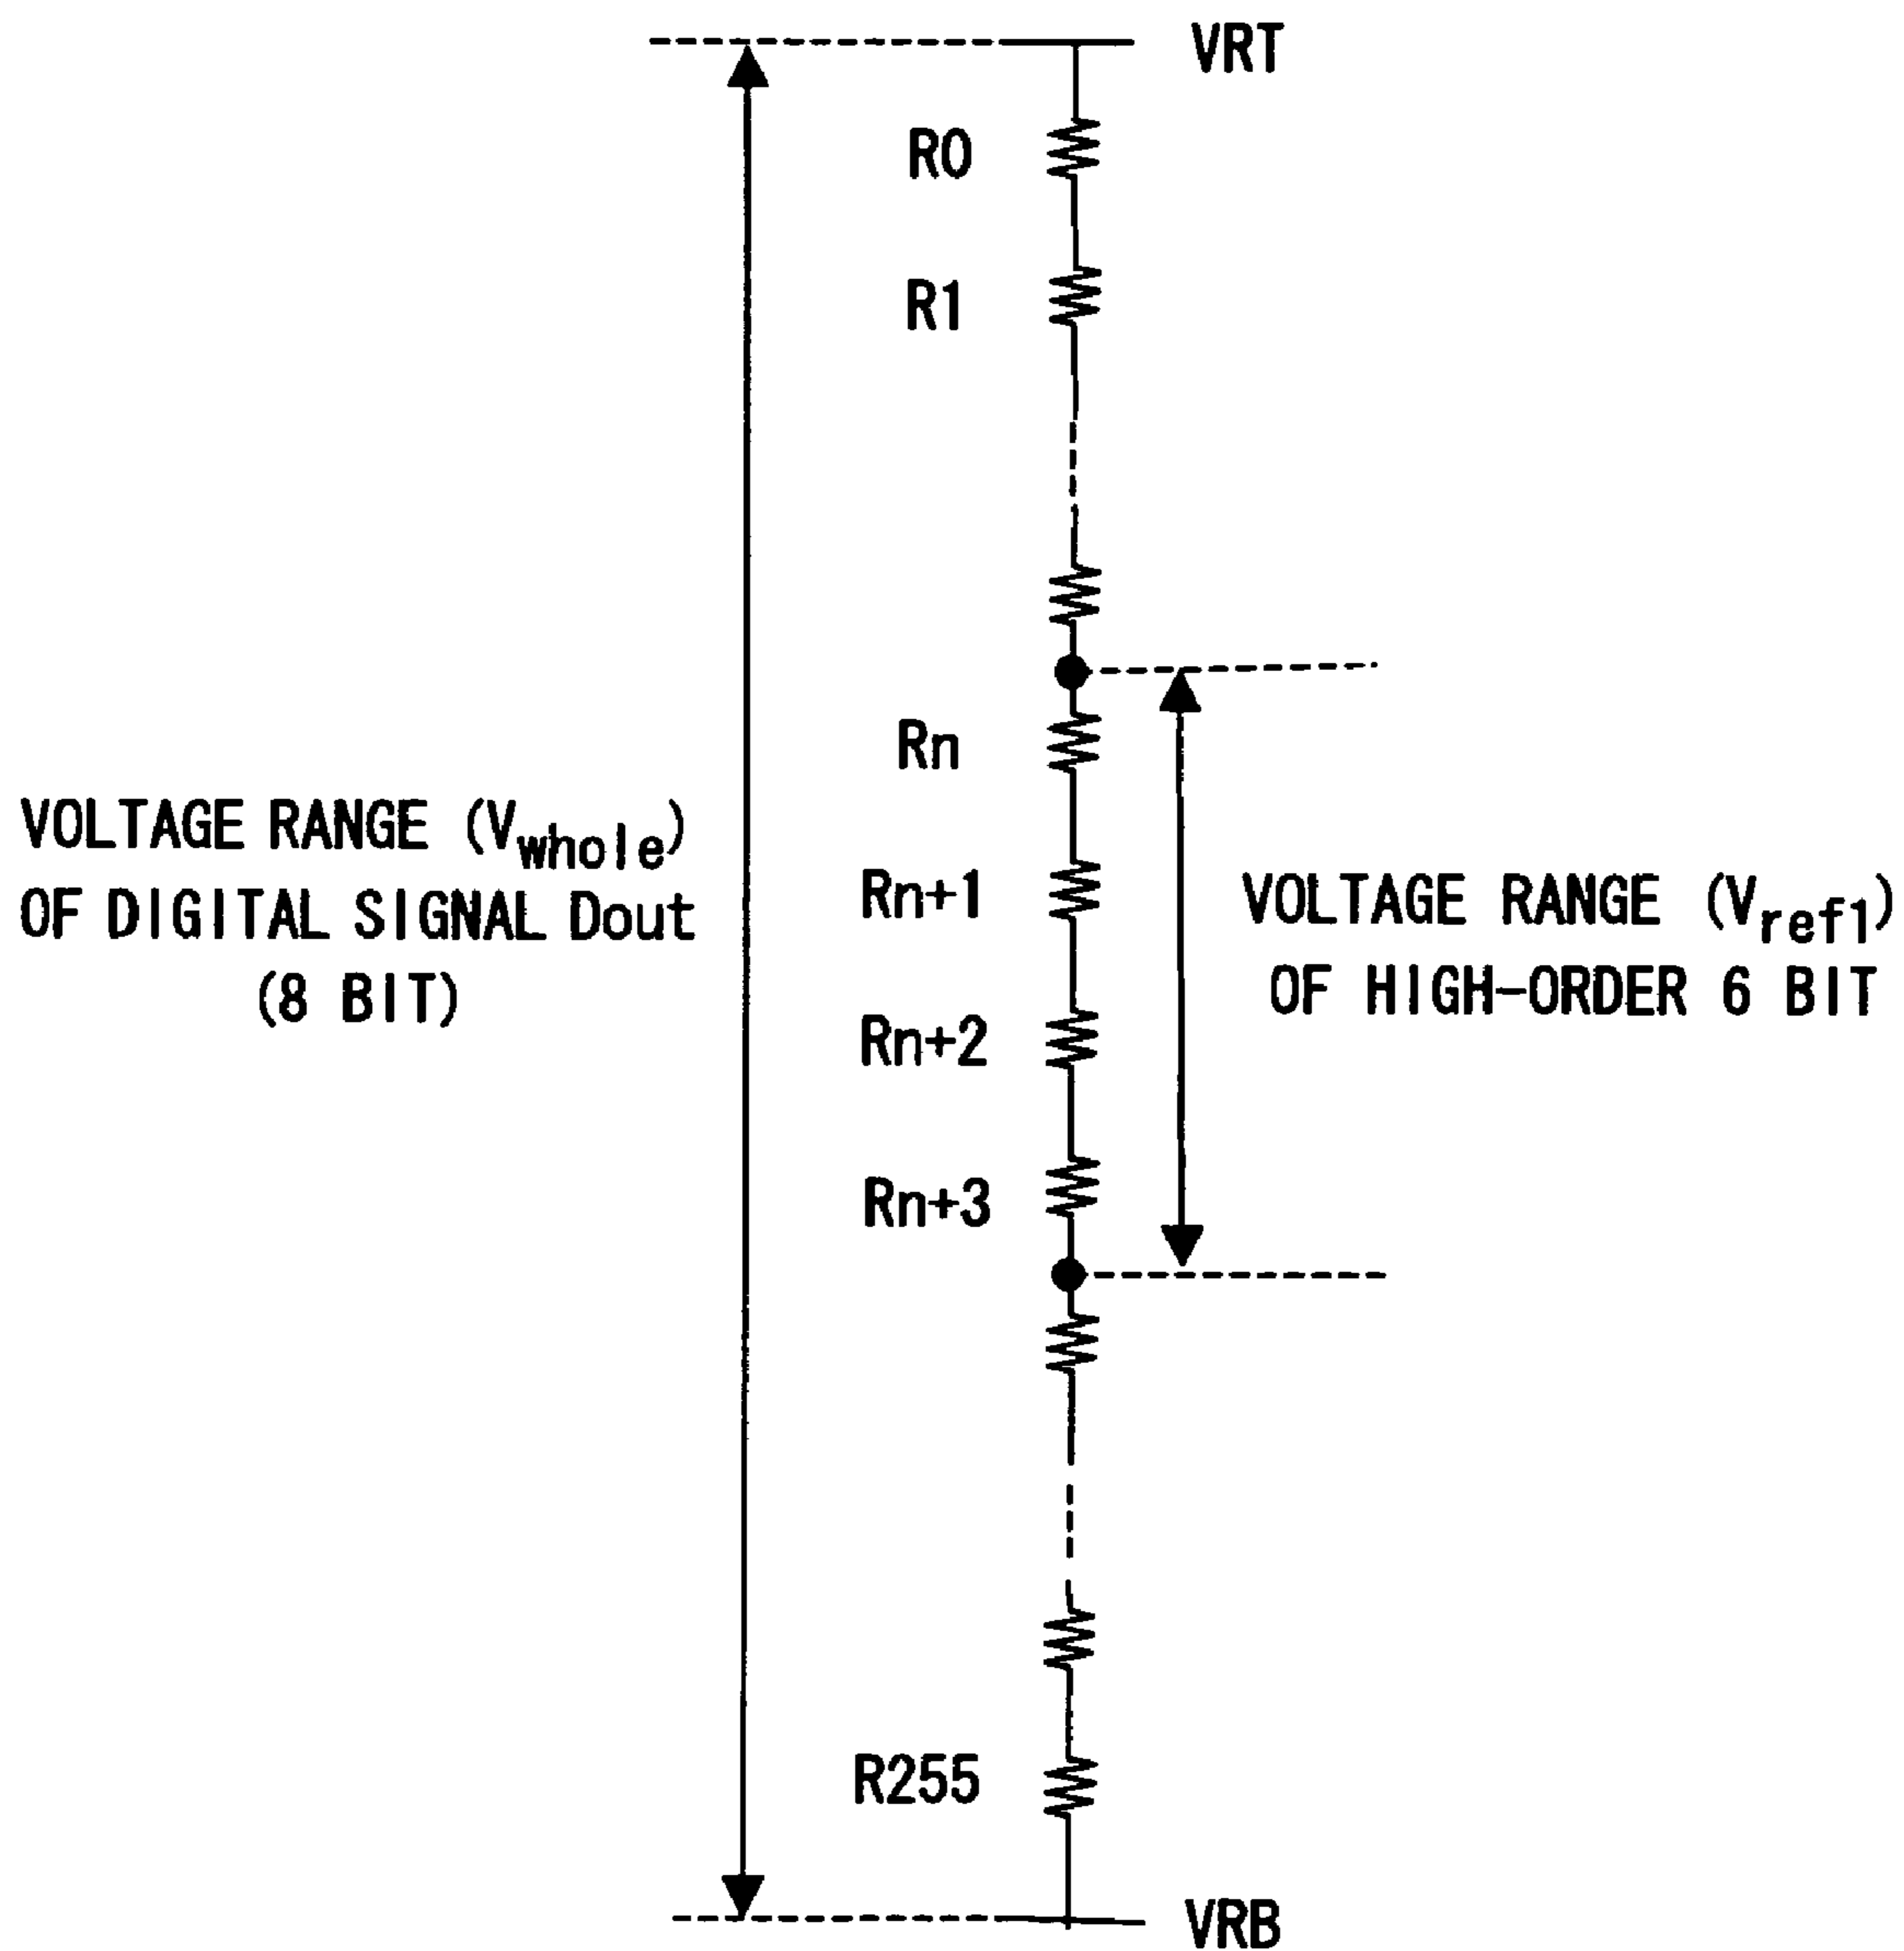 VRT
R0
R1
Rn
VOLTAGE RANGE (Vwhole)
OF DIGITAL SIGNAL Dout
(8 BIT)
Rn+1
Rn+2
Rn+3
VOLTAGE RANGE (Vref1)
OF HIGH-ORDER 6 BIT
R255
VRB